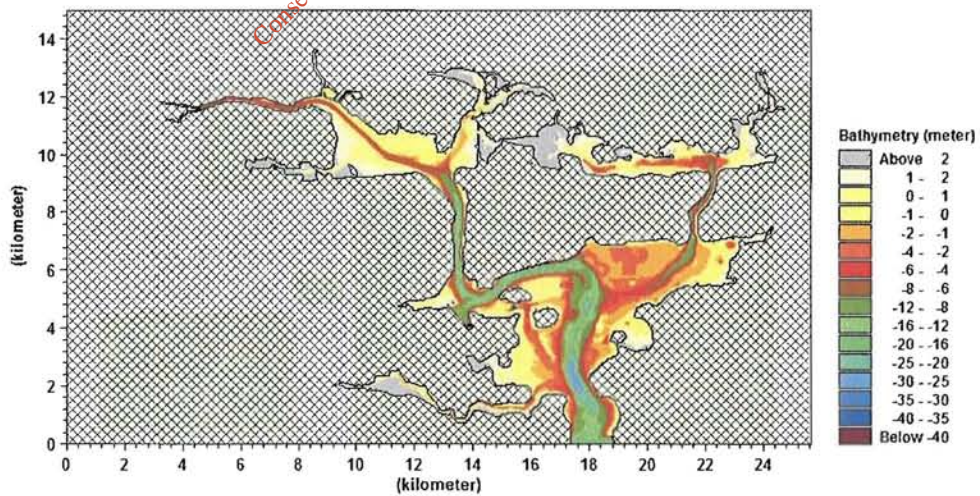 Conse
14
12
10
8
6
4
2
0
(kilometer)
0 2 4 6 8 10 12 14 16 18 20 22 24
(kilometer)
Bathymetry (meter)
Above 2
1 - 2
0 - 1
-1 - 0
-2 - -1
-4 - -2
-6 - -4
-8 - -6
-12 - -8
-16 - -12
-20 - -16
-25 - -20
-30 - -25
-35 - -30
-40 - -35
Below -40